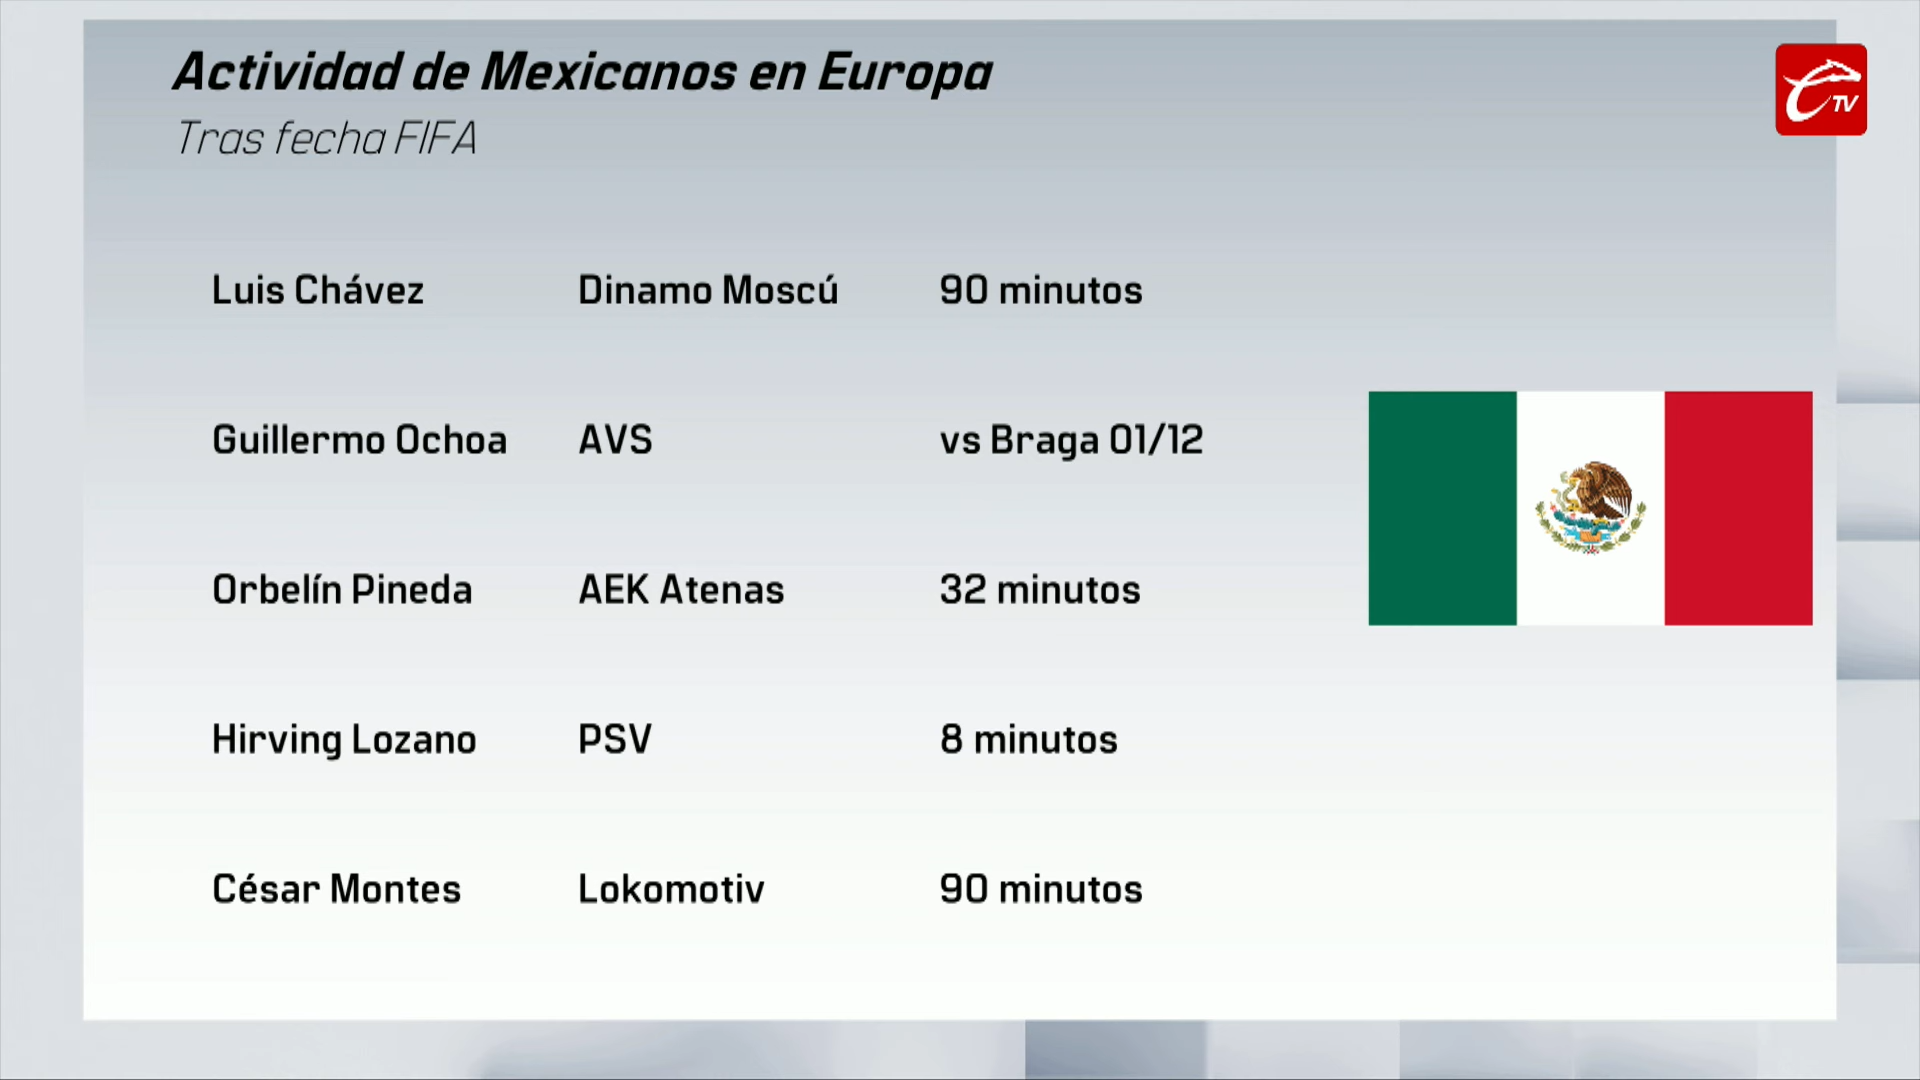 Actividad de Mexicanos en Europa
Tras fecha FIFA
TV
Luis Chávez Dinamo Moscú 90 minutos
Guillermo Ochoa AVS vs Braga 01/12
Orbelín Pineda AEK Atenas 32 minutos
Hirving Lozano PSV 8 minutos
César Montes Lokomotiv 90 minutos